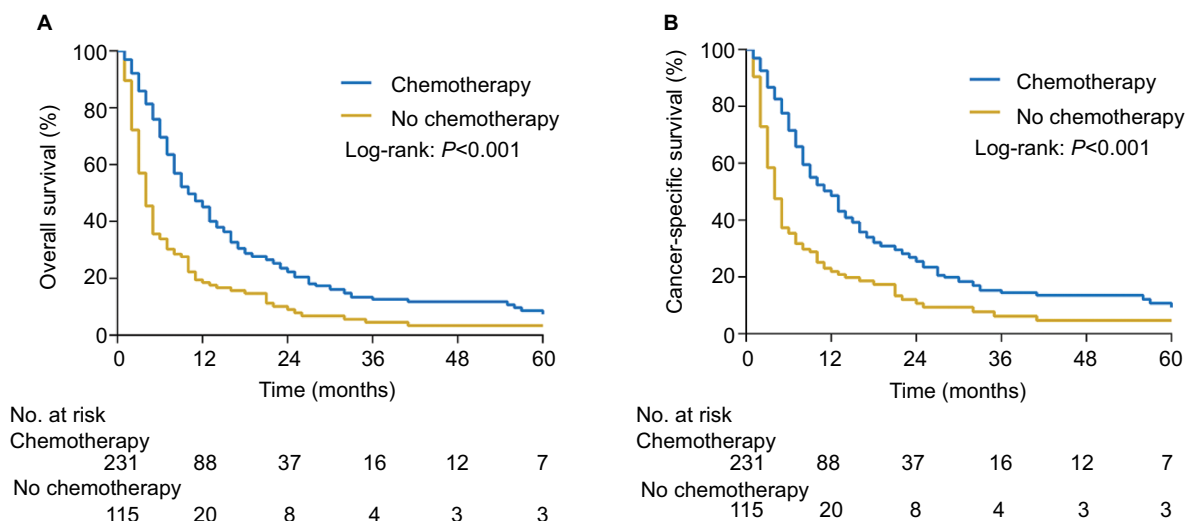 A
Overall survival (%)
100
80
60
40
20
0
Chemotherapy
No chemotherapy
Log-rank: P<0.001
0 12 24 36 48 60
Time (months)
No. at risk
Chemotherapy
231 88 37 16 12 7
No chemotherapy
115 20 8 4 3 3
B
Cancer-specific survival (%)
100
80
60
40
20
0
Chemotherapy
No chemotherapy
Log-rank: P<0.001
0 12 24 36 48 60
Time (months)
No. at risk
Chemotherapy
231 88 37 16 12 7
No chemotherapy
115 20 8 4 3 3